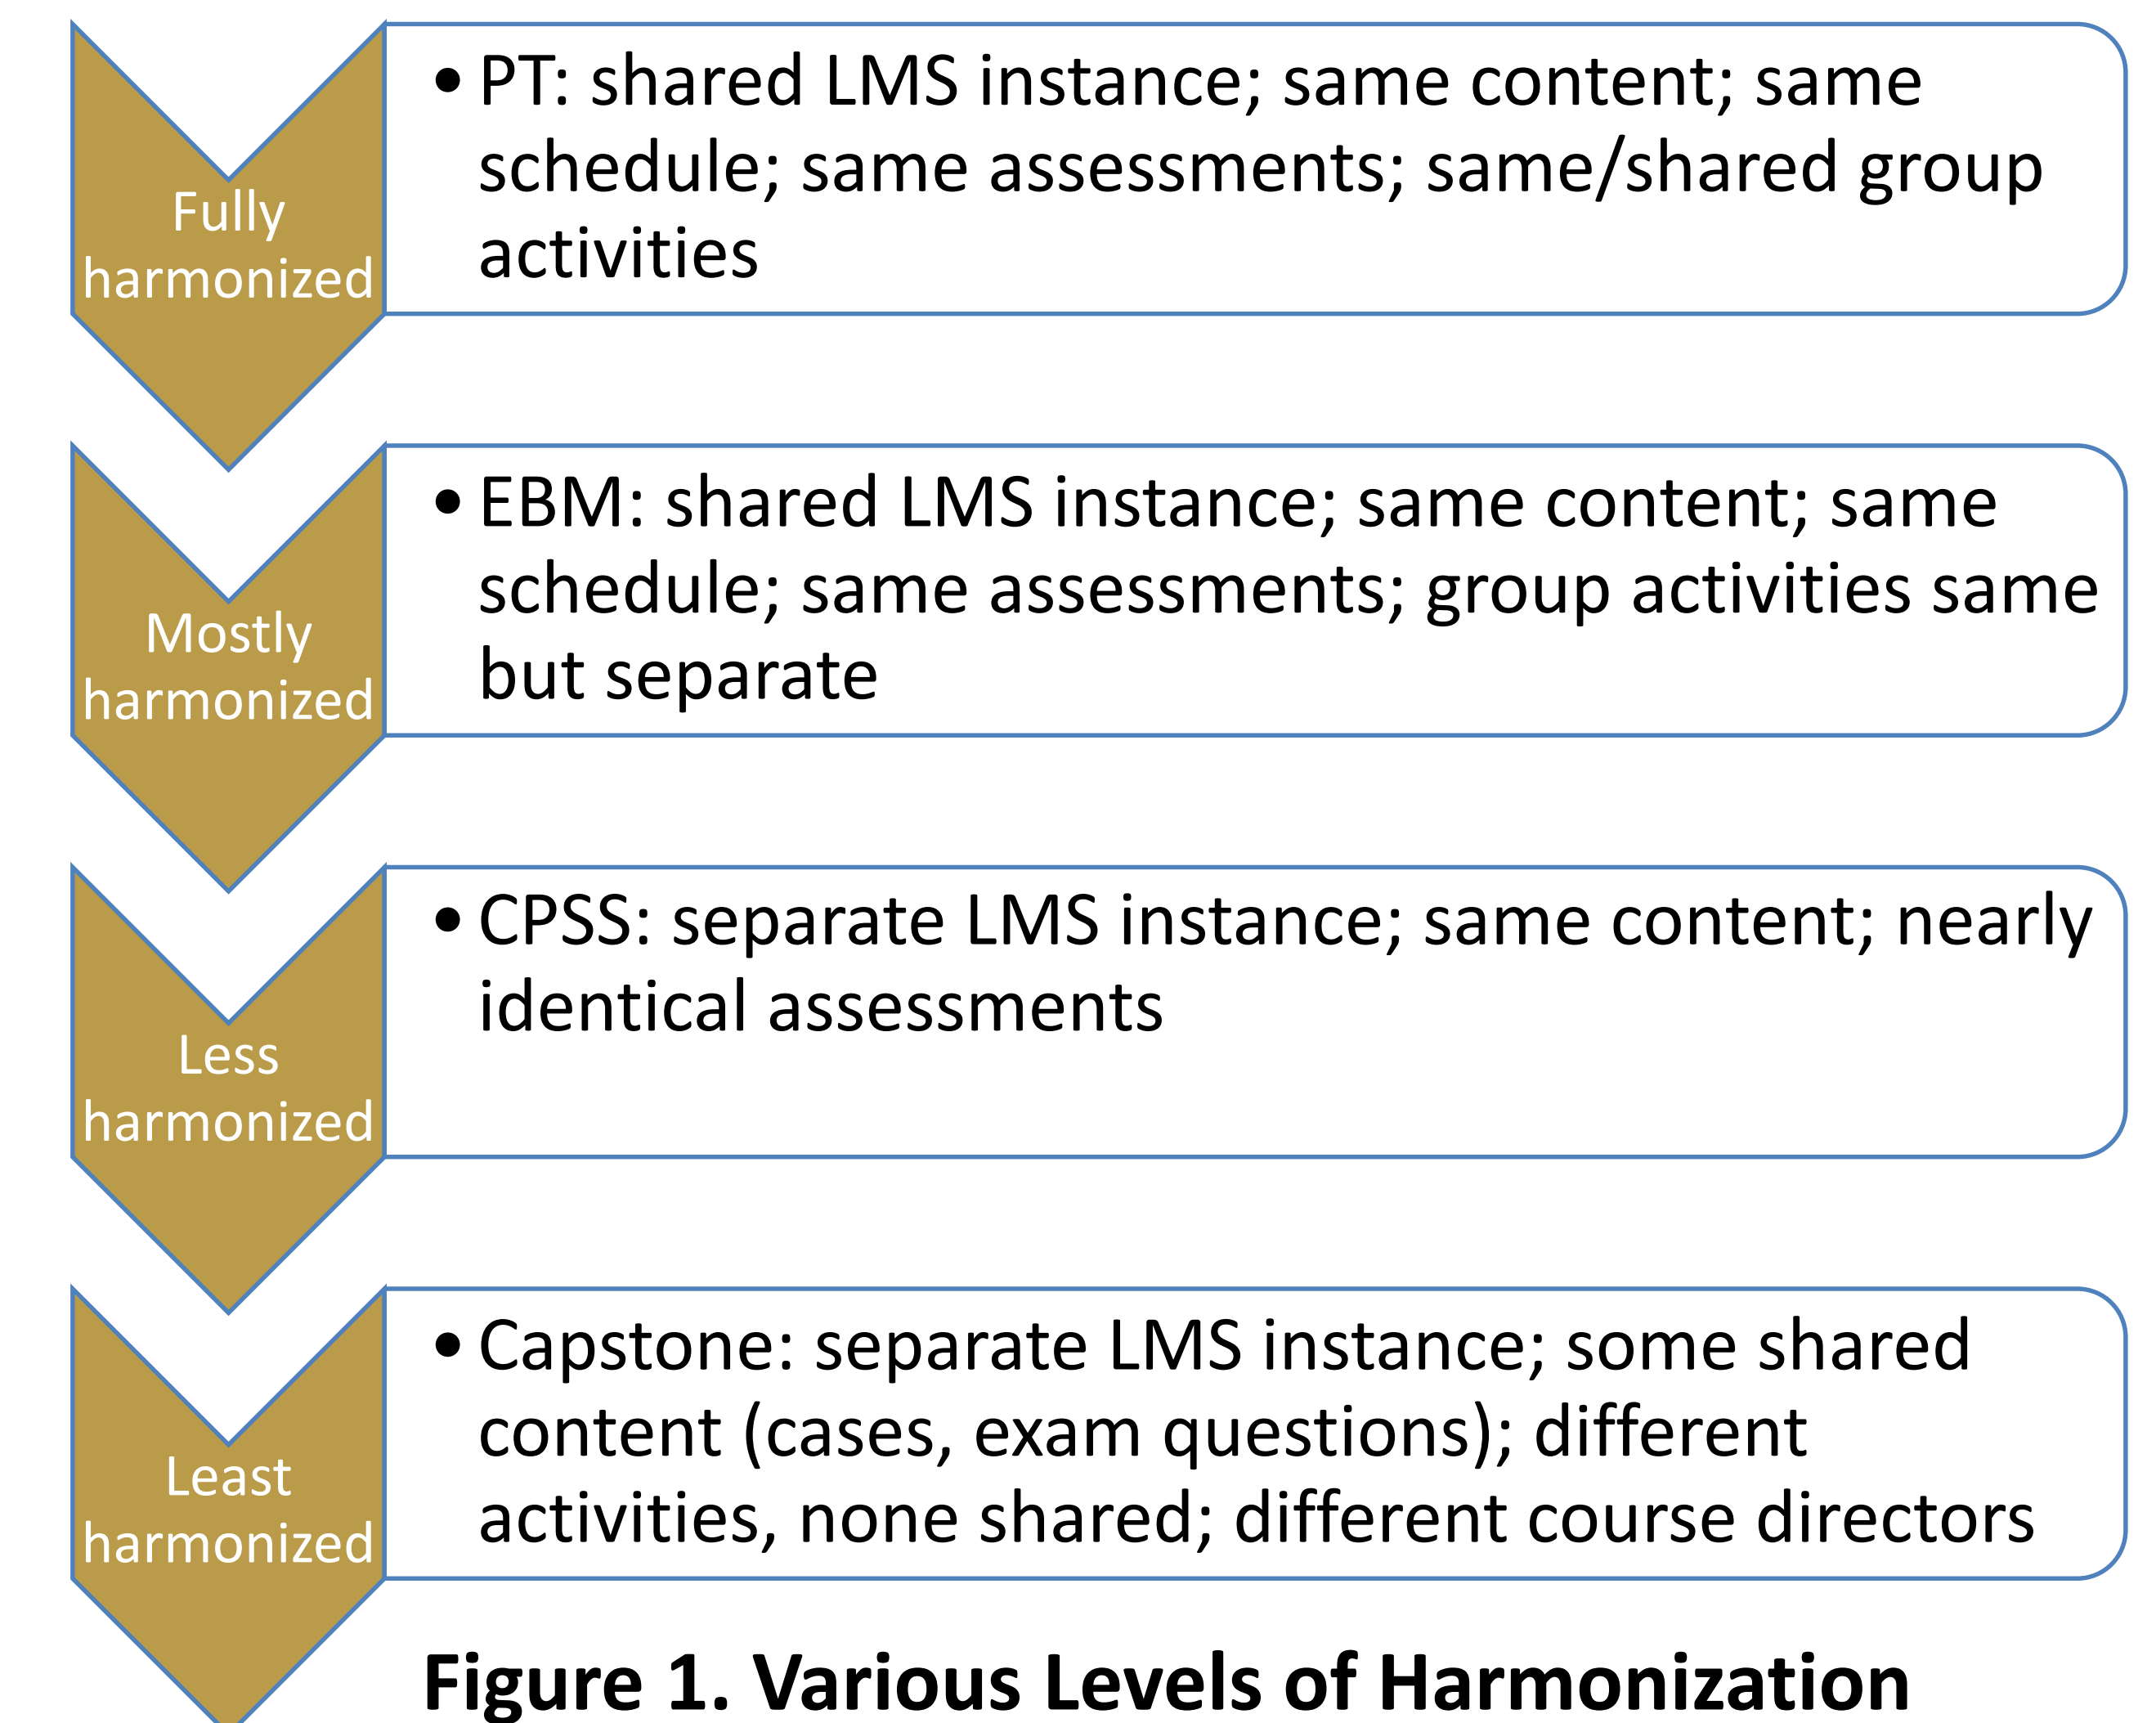 Fully
harmonized
• PT: shared LMS instance; same content; same
schedule; same assessments; same/shared group
activities
Mostly
harmonized
• EBM: shared LMS instance; same content; same
schedule; same assessments; group activities same
but separate
Less
harmonized
• CPSS: separate LMS instance; same content; nearly
identical assessments
Least
harmonized
• Capstone: separate LMS instance; some shared
content (cases, exam questions); different
activities, none shared; different course directors
Figure 1. Various Levels of Harmonization